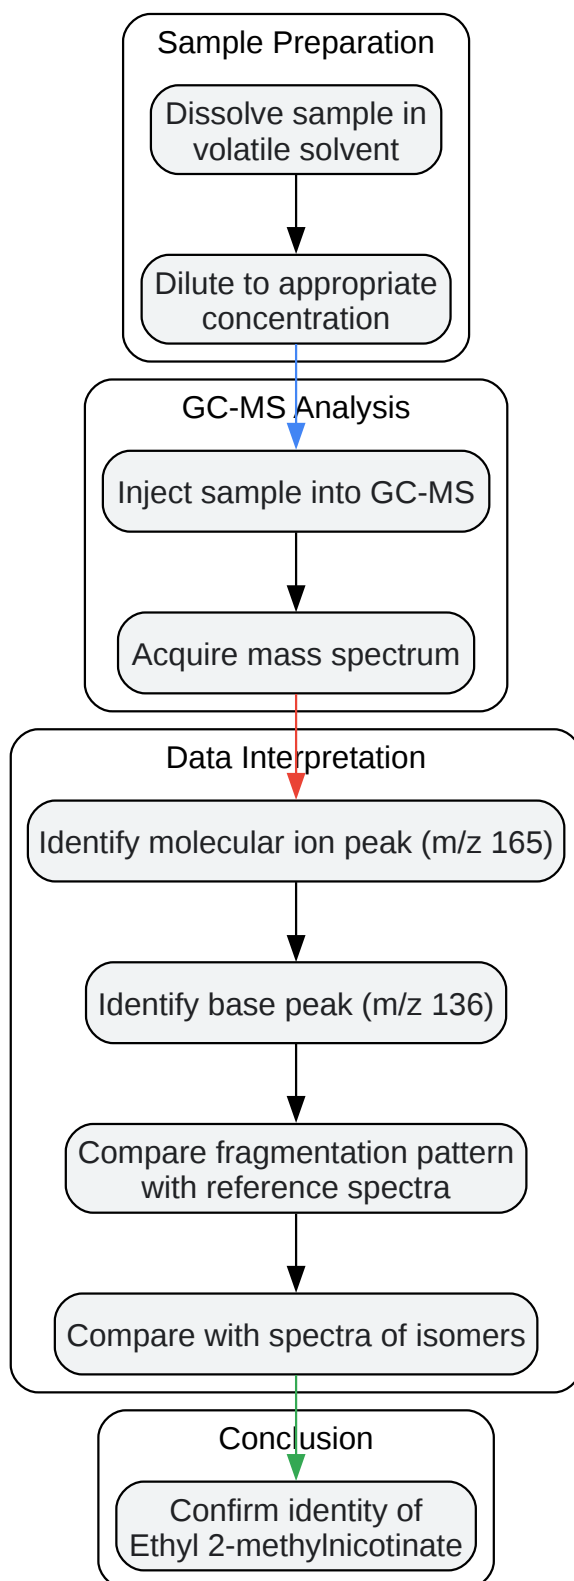 Sample Preparation
Dissolve sample in
volatile solvent
Dilute to appropriate
concentration
GC-MS Analysis
Inject sample into GC-MS
Acquire mass spectrum
Data Interpretation
Identify molecular ion peak (m/z 165)
Identify base peak (m/z 136)
Compare fragmentation pattern
with reference spectra
Compare with spectra of isomers
Conclusion
Confirm identity of
Ethyl 2-methylnicotinate